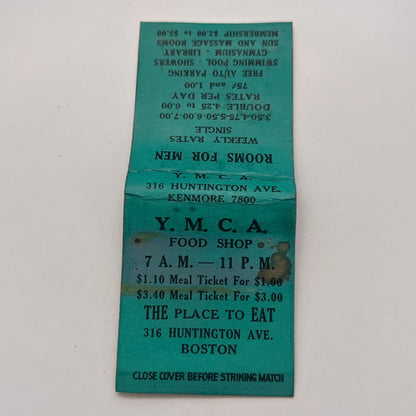 ROOMS FOR MEN
WEEKLY RATES
SINGLE
3.50-4.75-5.50-6.00-7.00
DOUBLE 4.25 to 6.00
RATES PER DAY
75¢ and 1.00
FREE AUTO PARKING
SWIMMING POOL - SHOWERS
GYMNASIUM - LIBRARY
SUN AND MASSAGE ROOMS
MEMBERSHIP $2.00 to $5.00
Y. M. C. A.
316 HUNTINGTON AVE.
KENMORE 7800
Y. M. C. A.
FOOD SHOP
7 A. M. — 11 P. M.
$1.10 Meal Ticket For $1.00
$3.40 Meal Ticket For $3.00
THE PLACE TO EAT
316 HUNTINGTON AVE.
BOSTON
CLOSE COVER BEFORE STRIKING MATCH